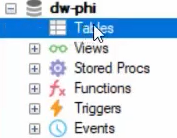 dw-phi
Tables
Views
Stored Procs
Functions
Triggers
Events